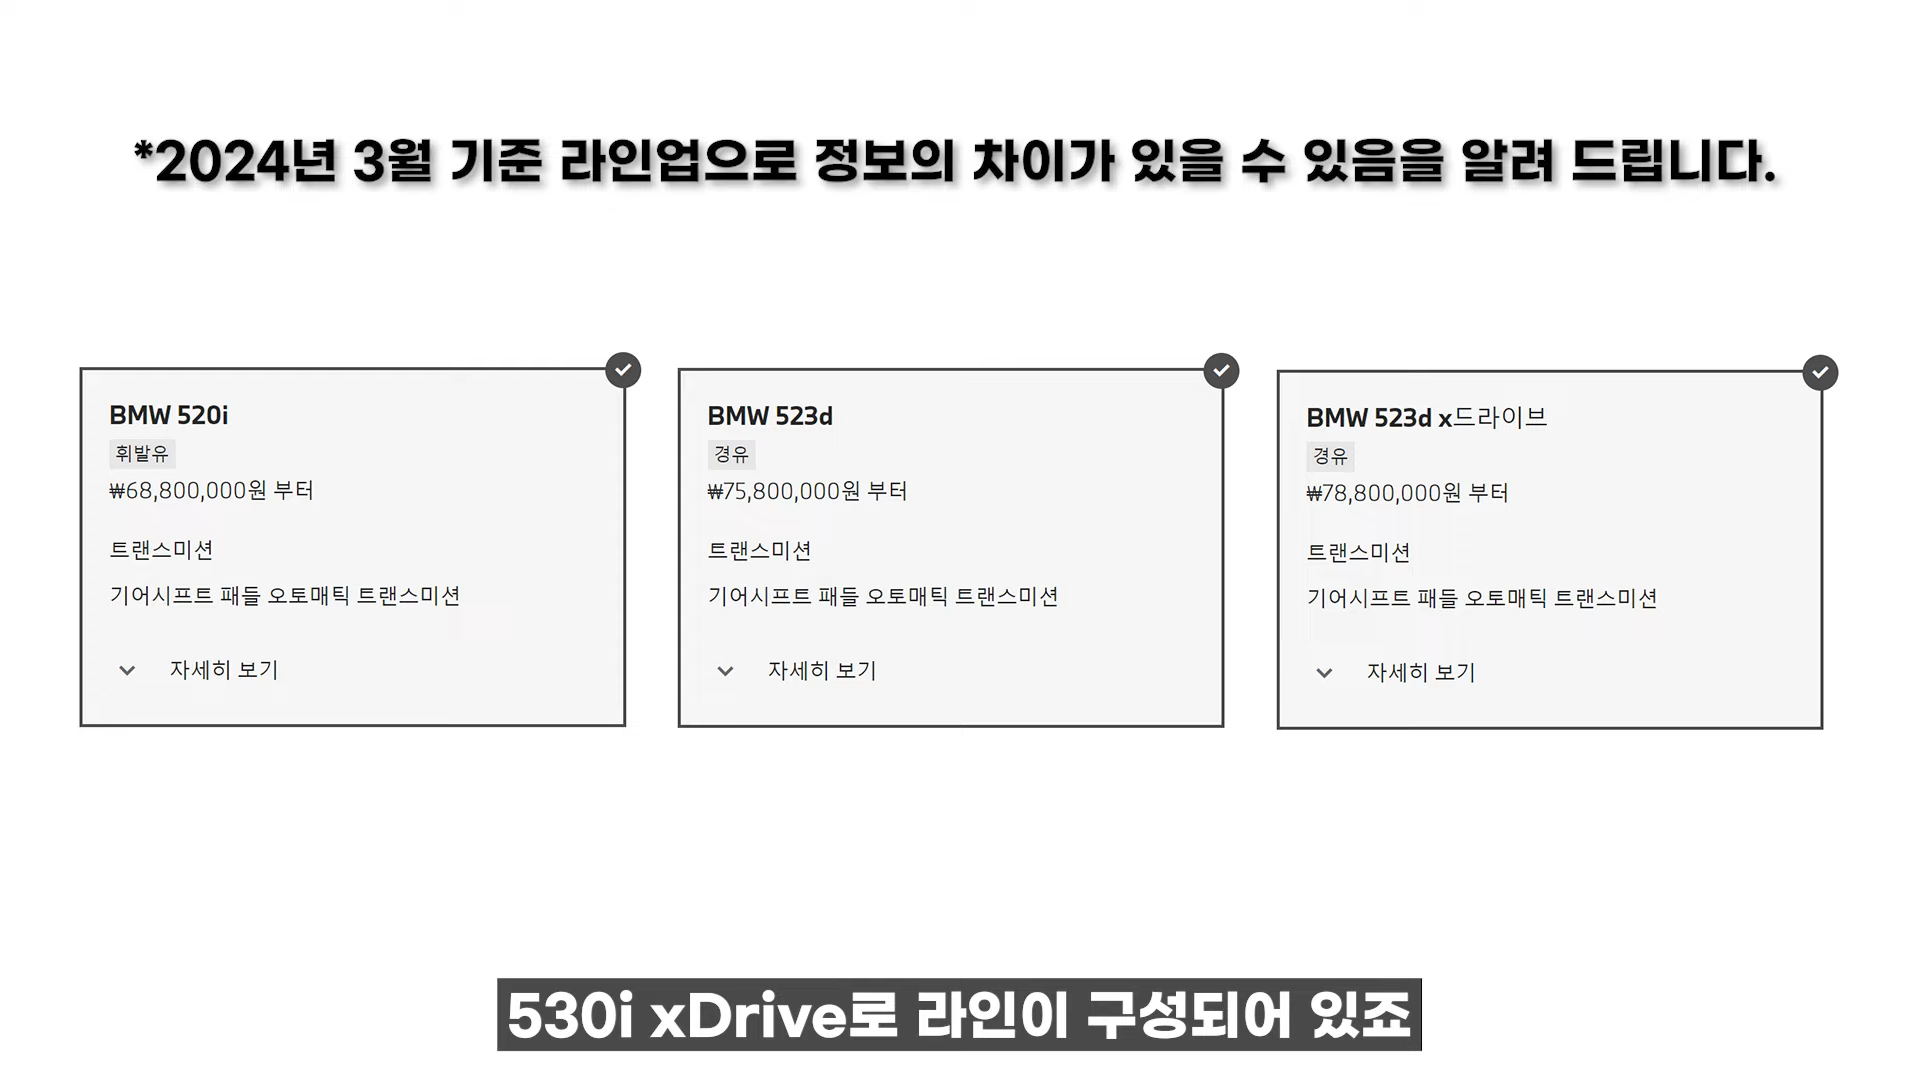 *2024년 3월 기준 라인업으로 정보의 차이가 있을 수 있음을 알려 드립니다.
BMW 520i
휘발유
₩68,800,000원 부터
트랜스미션
기어시프트 패들 오토매틱 트랜스미션
자세히 보기
BMW 523d
경유
₩75,800,000원 부터
트랜스미션
기어시프트 패들 오토매틱 트랜스미션
자세히 보기
BMW 523d x드라이브
경유
₩78,800,000원 부터
트랜스미션
기어시프트 패들 오토매틱 트랜스미션
자세히 보기
530i xDrive로 라인이 구성되어 있죠